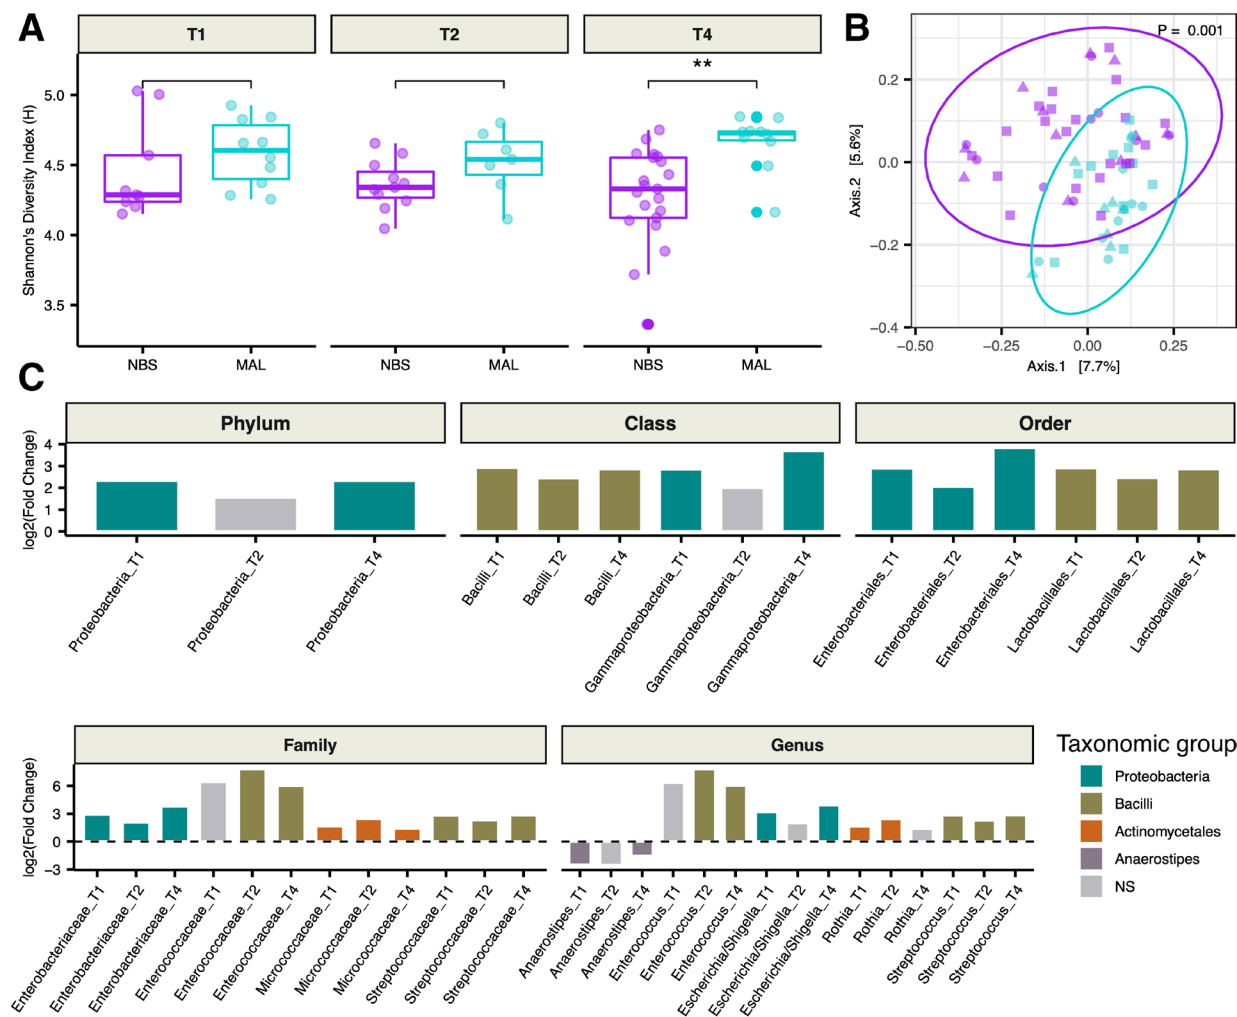 A
T1
T2
T4
**
Shannon's Diversity Index (H)
5.0
4.5
4.0
3.5
NBS
MAL
NBS
MAL
NBS
MAL
B
P = 0.001
Axis.2 [5.6%]
0.2
0.0
−0.2
−0.4
−0.50
−0.25
0.00
0.25
Axis.1 [7.7%]
C
Phylum
Class
Order
log2(Fold Change)
4
3
2
1
0
Proteobacteria_T1
Proteobacteria_T2
Proteobacteria_T4
Bacilli_T1
Bacilli_T2
Bacilli_T4
Gammaproteobacteria_T1
Gammaproteobacteria_T2
Gammaproteobacteria_T4
Enterobacteriales_T1
Enterobacteriales_T2
Enterobacteriales_T4
Lactobacillales_T1
Lactobacillales_T2
Lactobacillales_T4
Family
Genus
log2(Fold Change)
6
3
0
−3
Enterobacteriaceae_T1
Enterobacteriaceae_T2
Enterobacteriaceae_T4
Enterococcaceae_T1
Enterococcaceae_T2
Enterococcaceae_T4
Micrococcaceae_T1
Micrococcaceae_T2
Micrococcaceae_T4
Streptococcaceae_T1
Streptococcaceae_T2
Streptococcaceae_T4
Anaerostipes_T1
Anaerostipes_T2
Anaerostipes_T4
Enterococcus_T1
Enterococcus_T2
Enterococcus_T4
Escherichia/Shigella_T1
Escherichia/Shigella_T2
Escherichia/Shigella_T4
Rothia_T1
Rothia_T2
Rothia_T4
Streptococcus_T1
Streptococcus_T2
Streptococcus_T4
Taxonomic group
Proteobacteria
Bacilli
Actinomycetales
Anaerostipes
NS